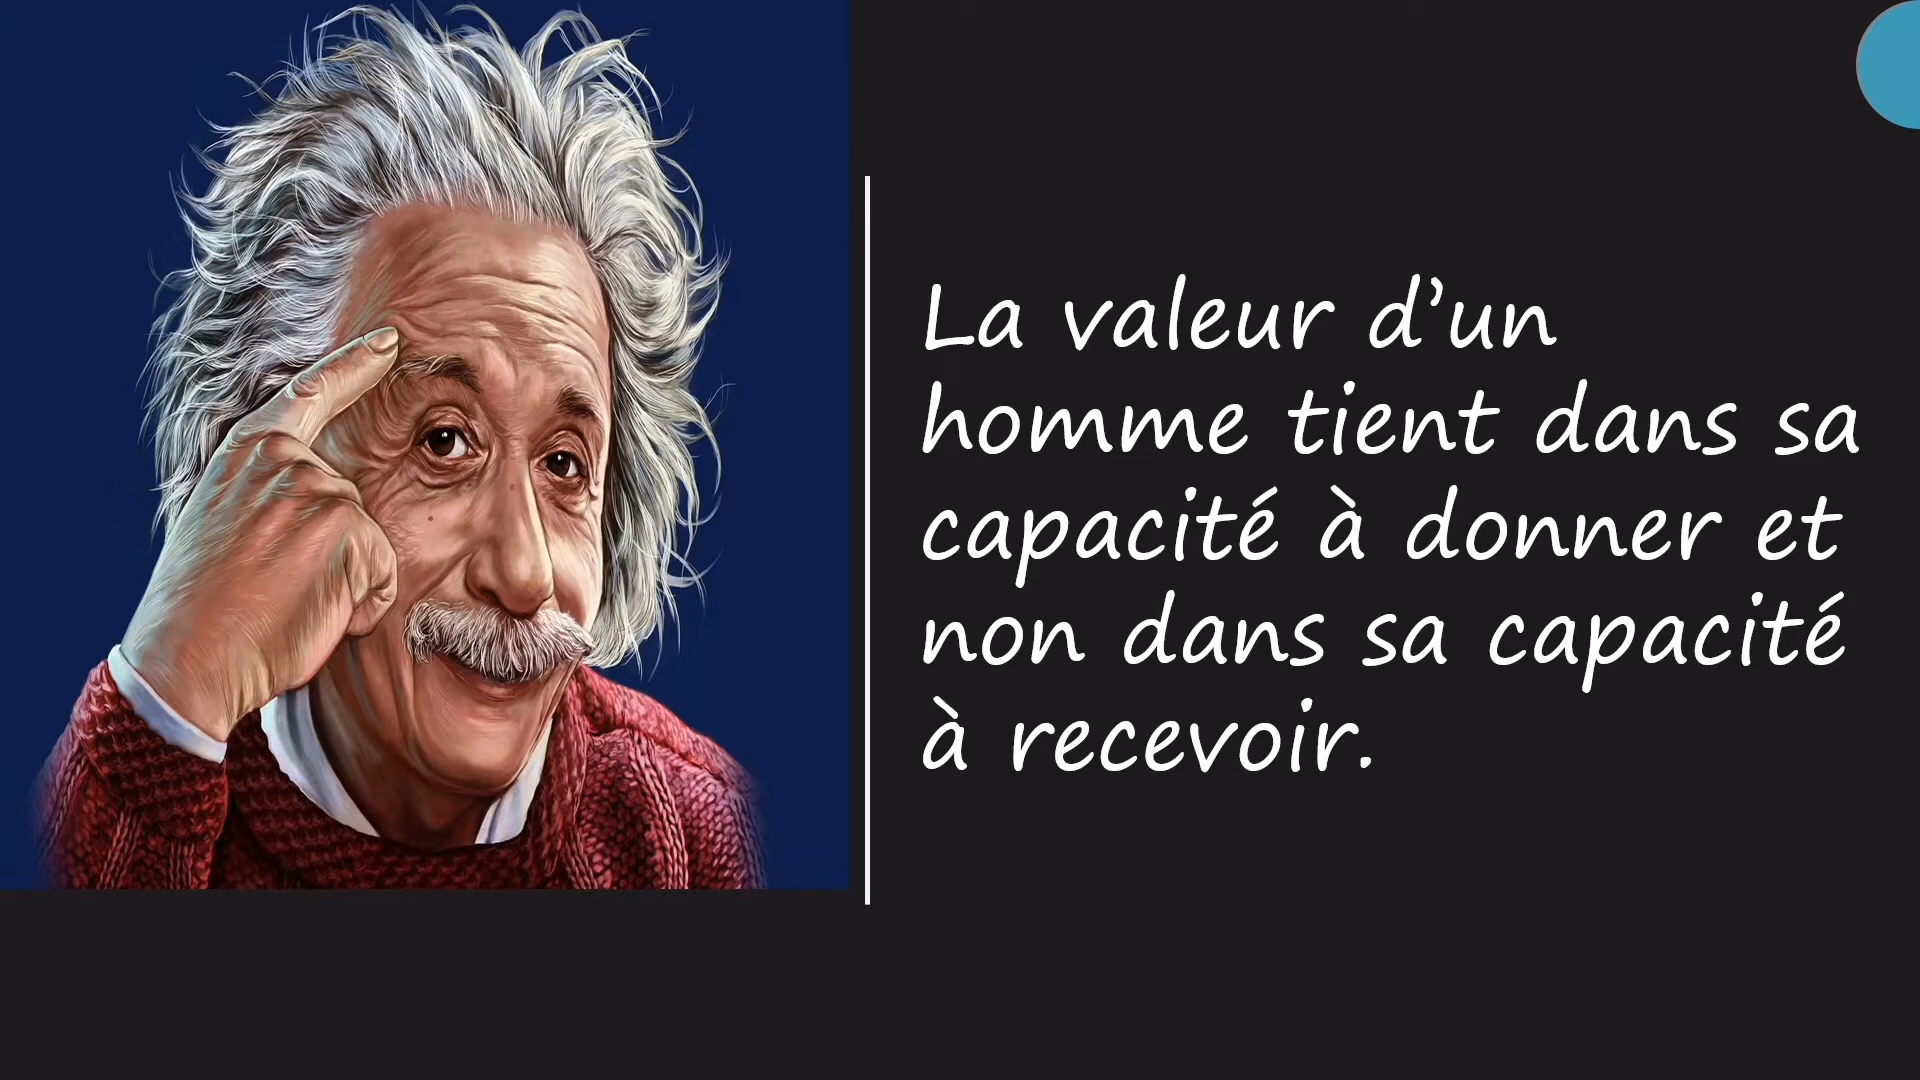 La valeur d’un
homme tient dans sa
capacité à donner et
non dans sa capacité
à recevoir.